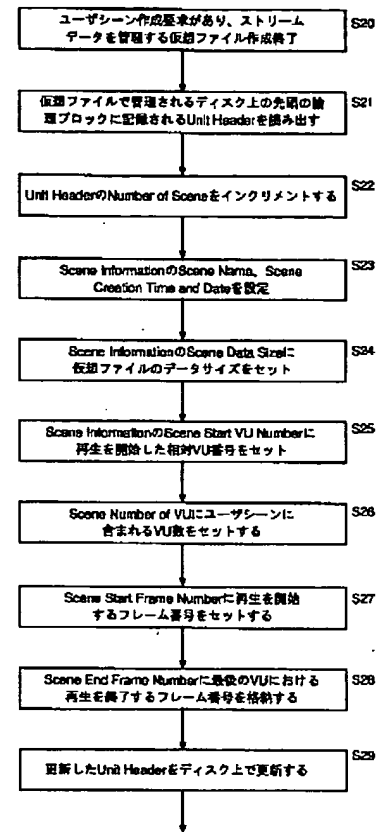 ユーザシーン作成要求があり、ストリーム
データを管理する仮想ファイル作成終了
S20
仮想ファイルで管理されるディスク上の先頭の論
理ブロックに記録されるUnit Headerを読み出す
S21
Unit HeaderのNumber of Sceneをインクリメントする
S22
Scene InformationのScene Name、Scene
Creation Time and Dateを設定
S23
Scene InformationのScene Data Sizeに
仮想ファイルのデータサイズをセット
S24
Scene InformationのScene Start VU Numberに
再生を開始した相対VU番号をセット
S25
Scene Number of VUにユーザシーンに
含まれるVU数をセットする
S26
Scene Start Frame Numberに再生を開始
するフレーム番号をセットする
S27
Scene End Frame Numberに最後のVUにおける
再生を終了するフレーム番号を格納する
S28
更新したUnit Headerをディスク上で更新する
S29